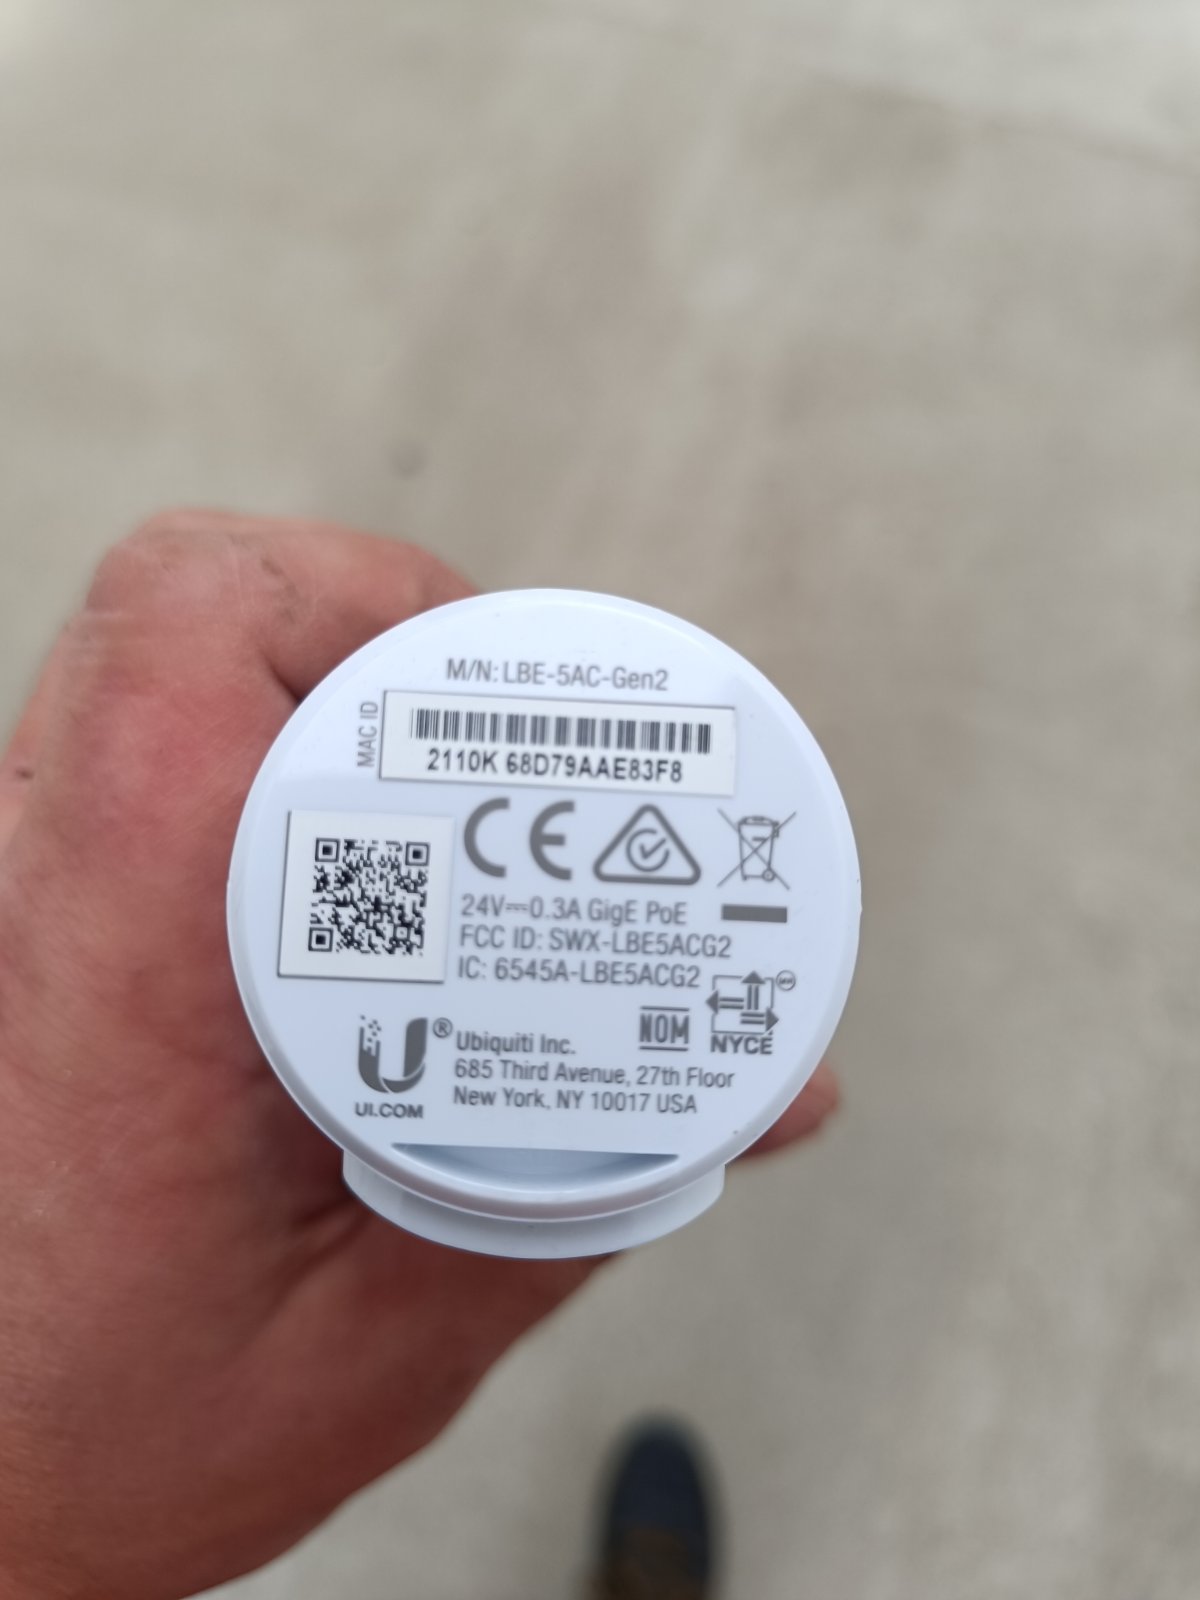 M/N: LBE-5AC-Gen2
MAC ID
2110K 68D79AAE83F8
CE
24V⎓0.3A GigE PoE
FCC ID: SWX-LBE5ACG2
IC: 6545A-LBE5ACG2
NOM
NYCE
U®
UI.COM
Ubiquiti Inc.
685 Third Avenue, 27th Floor
New York, NY 10017 USA